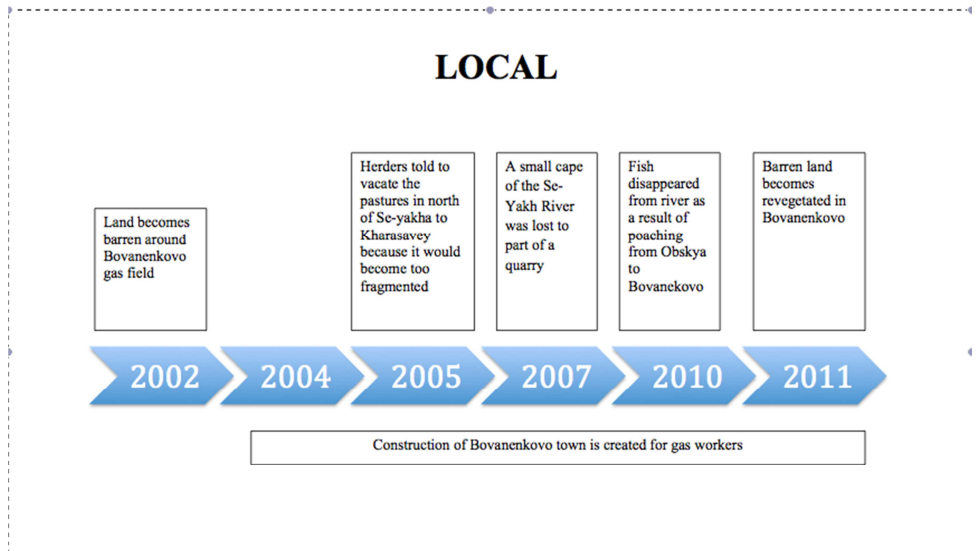 LOCAL
Land becomes
barren around
Bovanenkovo
gas field
Herders told to
vacate the
pastures in north
of Se-yakha to
Kharasavey
because it would
become too
fragmented
A small cape
of the Se-
Yakh River
was lost to
part of a
quarry
Fish
disappeared
from river as
a result of
poaching
from Obskya
to
Bovanekovo
Barren land
becomes
revegetated in
Bovanenkovo
2002
2004
2005
2007
2010
2011
Construction of Bovanenkovo town is created for gas workers